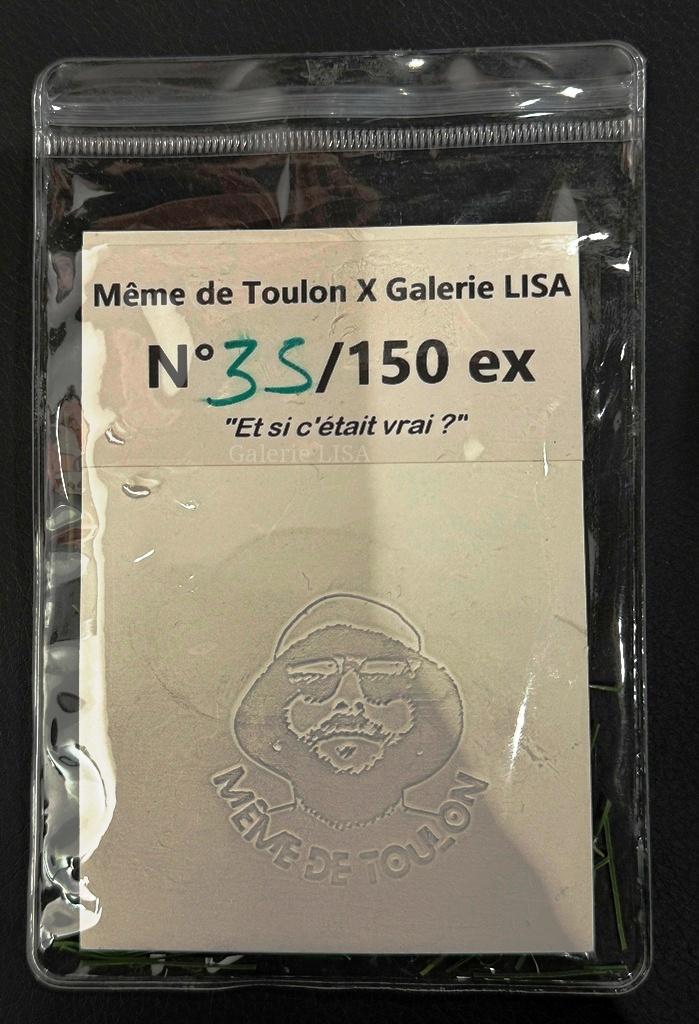 Même de Toulon X Galerie LISA
N°35/150 ex
"Et si c'était vrai ?"
Galerie LISA
MÊME DE TOULON